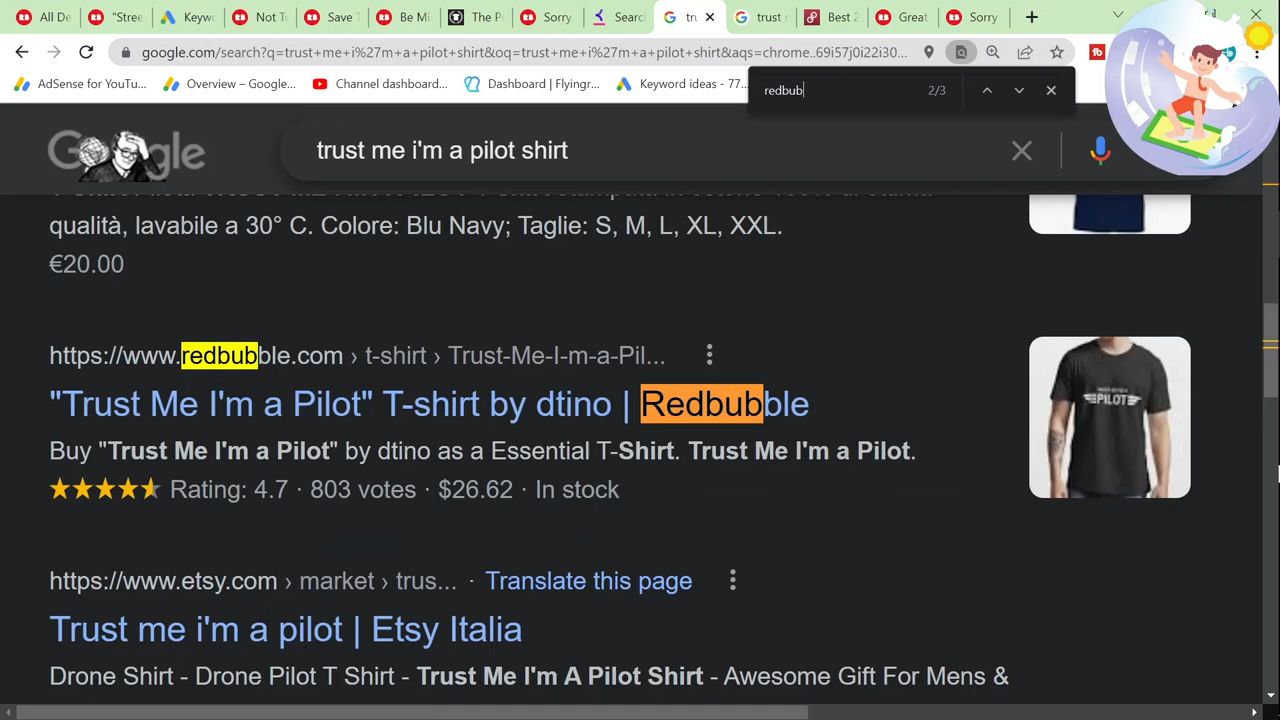 All De
"Stree
Keyw
Not T
Save T
Be Mi
The P
Sorry
Searc
tru
trust r
Best 2
Great
Sorry
google.com/search?q=trust+me+i%27m+a+pilot+shirt&oq=trust+me+i%27m+a+pilot+shirt&aqs=chrome..69i57j0i22i30...
AdSense for YouTu...
Overview – Google...
Channel dashboard...
Dashboard | Flyingr...
Keyword ideas - 77...
redbub
2/3
Google
trust me i'm a pilot shirt
qualità, lavabile a 30° C. Colore: Blu Navy; Taglie: S, M, L, XL, XXL.
€20.00
https://www.redbubble.com › t-shirt › Trust-Me-I-m-a-Pil...
"Trust Me I'm a Pilot" T-shirt by dtino | Redbubble
Buy "Trust Me I'm a Pilot" by dtino as a Essential T-Shirt. Trust Me I'm a Pilot.
Rating: 4.7 · 803 votes · $26.62 · In stock
PILOT
https://www.etsy.com › market › trus... · Translate this page
Trust me i'm a pilot | Etsy Italia
Drone Shirt - Drone Pilot T Shirt - Trust Me I'm A Pilot Shirt - Awesome Gift For Mens &